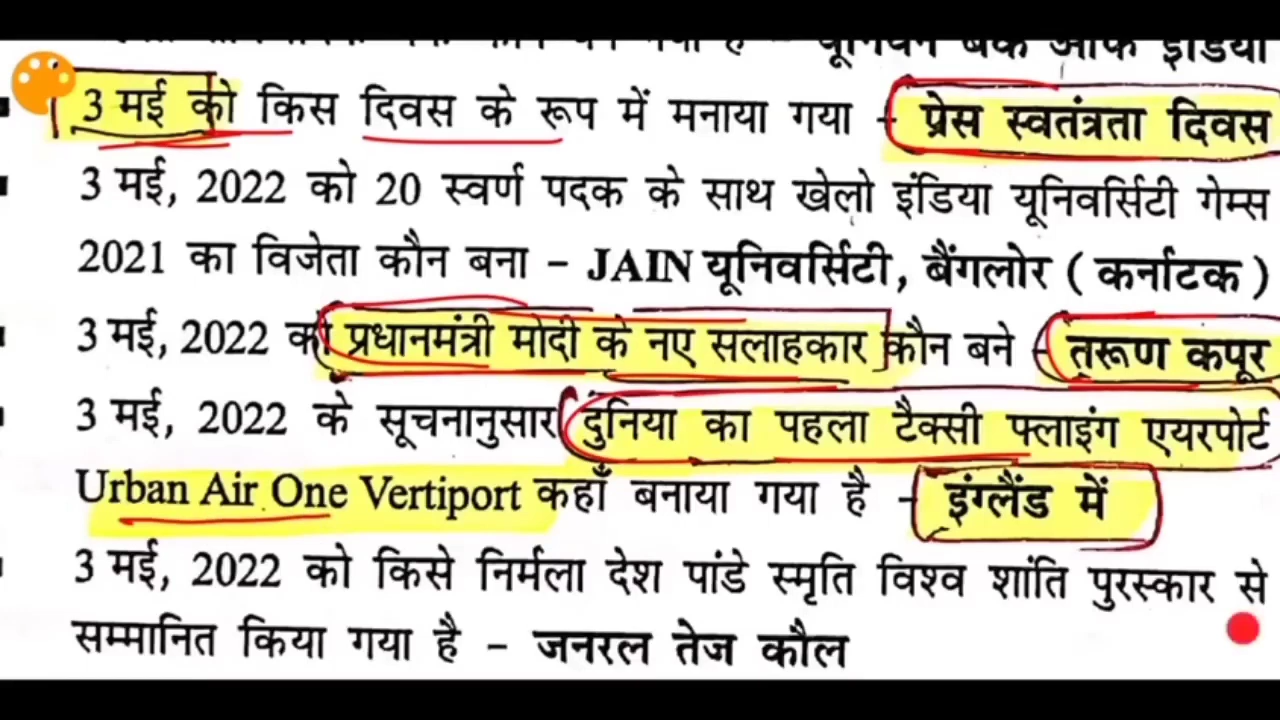 यूनियन बैंक ऑफ इंडिया
3 मई को किस दिवस के रूप में मनाया गया - प्रेस स्वतंत्रता दिवस
3 मई, 2022 को 20 स्वर्ण पदक के साथ खेलो इंडिया यूनिवर्सिटी गेम्स
2021 का विजेता कौन बना - JAIN यूनिवर्सिटी, बैंगलोर ( कर्नाटक )
3 मई, 2022 को प्रधानमंत्री मोदी के नए सलाहकार कौन बने - तरूण कपूर
3 मई, 2022 के सूचनानुसार दुनिया का पहला टैक्सी फ्लाइंग एयरपोर्ट
Urban Air One Vertiport कहाँ बनाया गया है - इंग्लैंड में
3 मई, 2022 को किसे निर्मला देश पांडे स्मृति विश्व शांति पुरस्कार से
सम्मानित किया गया है - जनरल तेज कौल